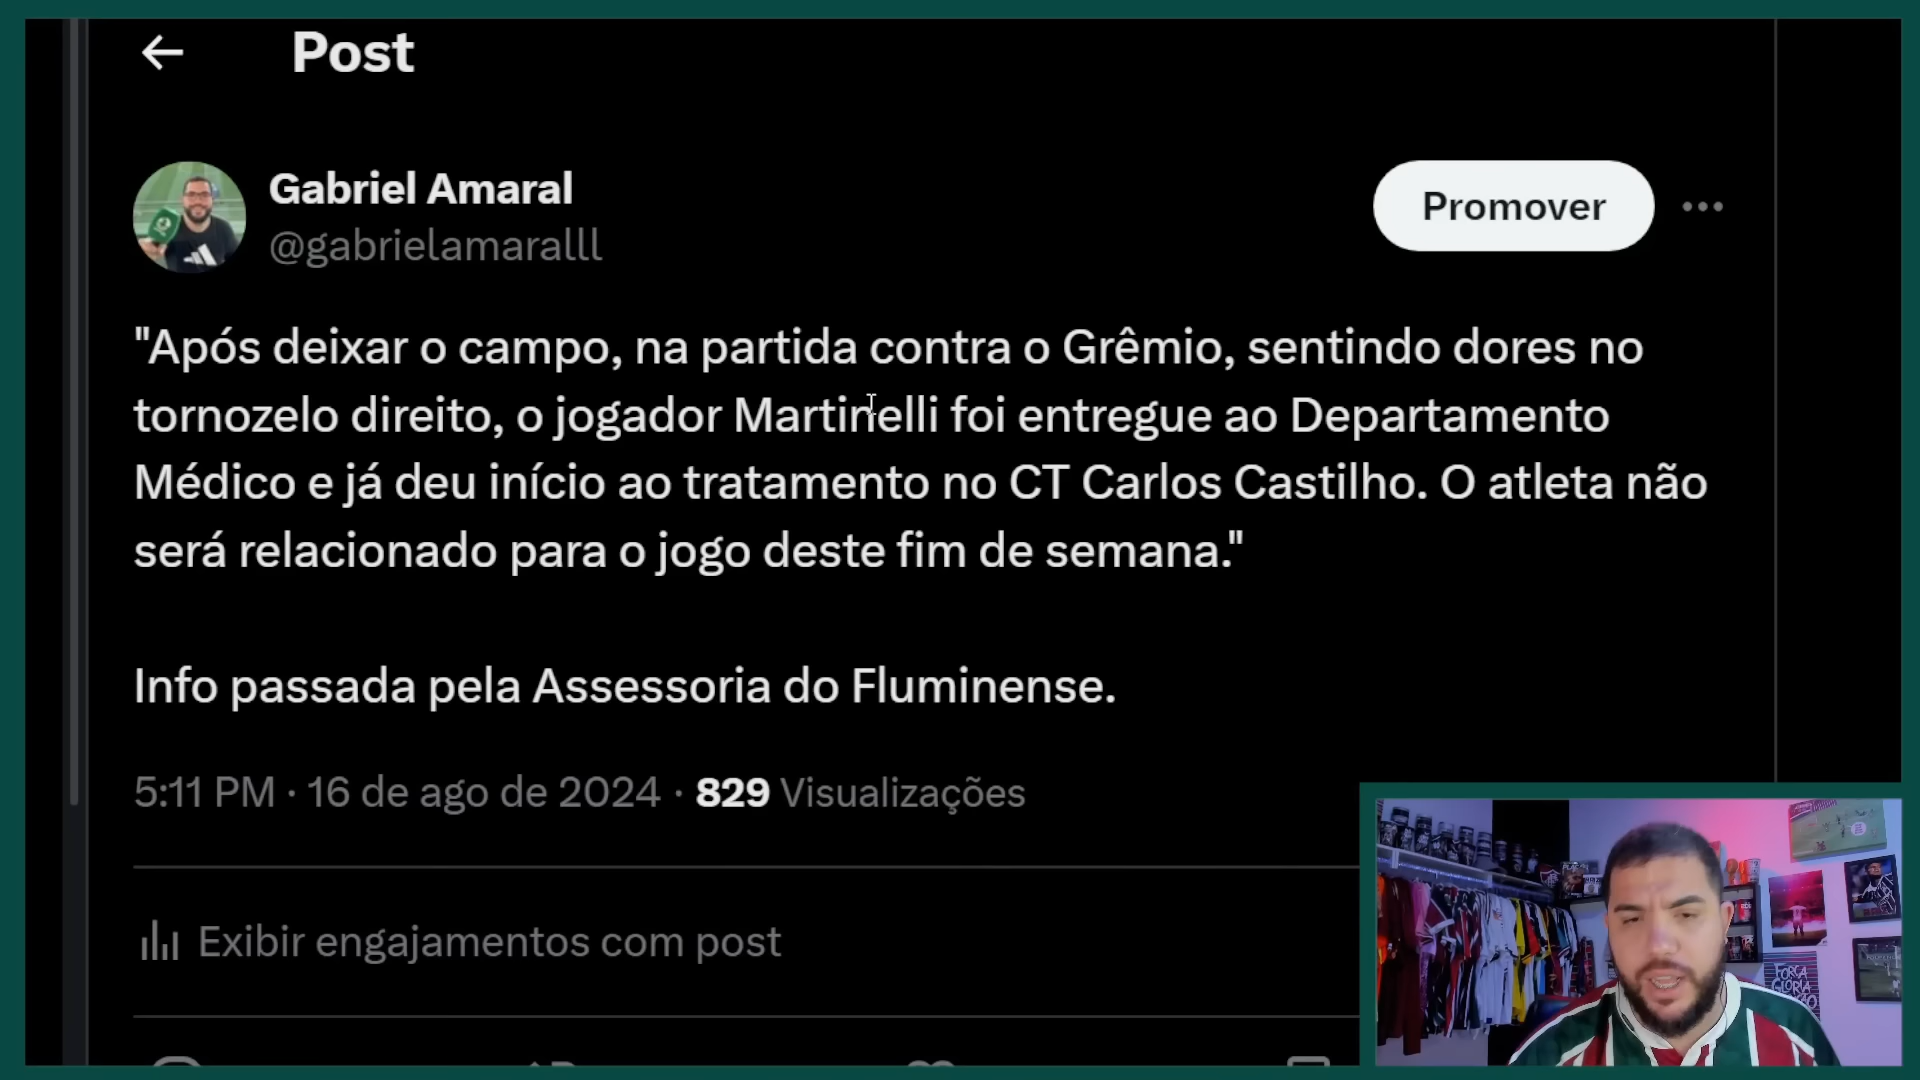 Post
Gabriel Amaral
@gabrielamaralll
Promover
"Após deixar o campo, na partida contra o Grêmio, sentindo dores no
tornozelo direito, o jogador Martinelli foi entregue ao Departamento
Médico e já deu início ao tratamento no CT Carlos Castilho. O atleta não
será relacionado para o jogo deste fim de semana."
Info passada pela Assessoria do Fluminense.
5:11 PM · 16 de ago de 2024 · 829 Visualizações
Exibir engajamentos com post
FORÇA
GLORIA